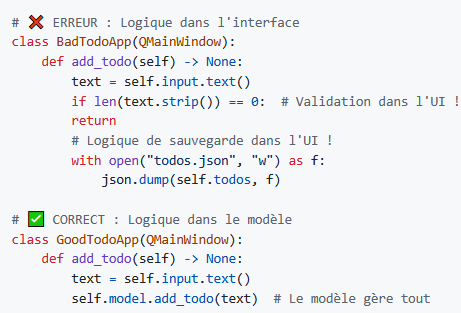 # ❌ ERREUR : Logique dans l'interface
class BadTodoApp(QMainWindow):
    def add_todo(self) -> None:
        text = self.input.text()
        if len(text.strip()) == 0:  # Validation dans l'UI !
        return
        # Logique de sauvegarde dans l'UI !
        with open("todos.json", "w") as f:
            json.dump(self.todos, f)

# ✅ CORRECT : Logique dans le modèle
class GoodTodoApp(QMainWindow):
    def add_todo(self) -> None:
        text = self.input.text()
        self.model.add_todo(text)  # Le modèle gère tout